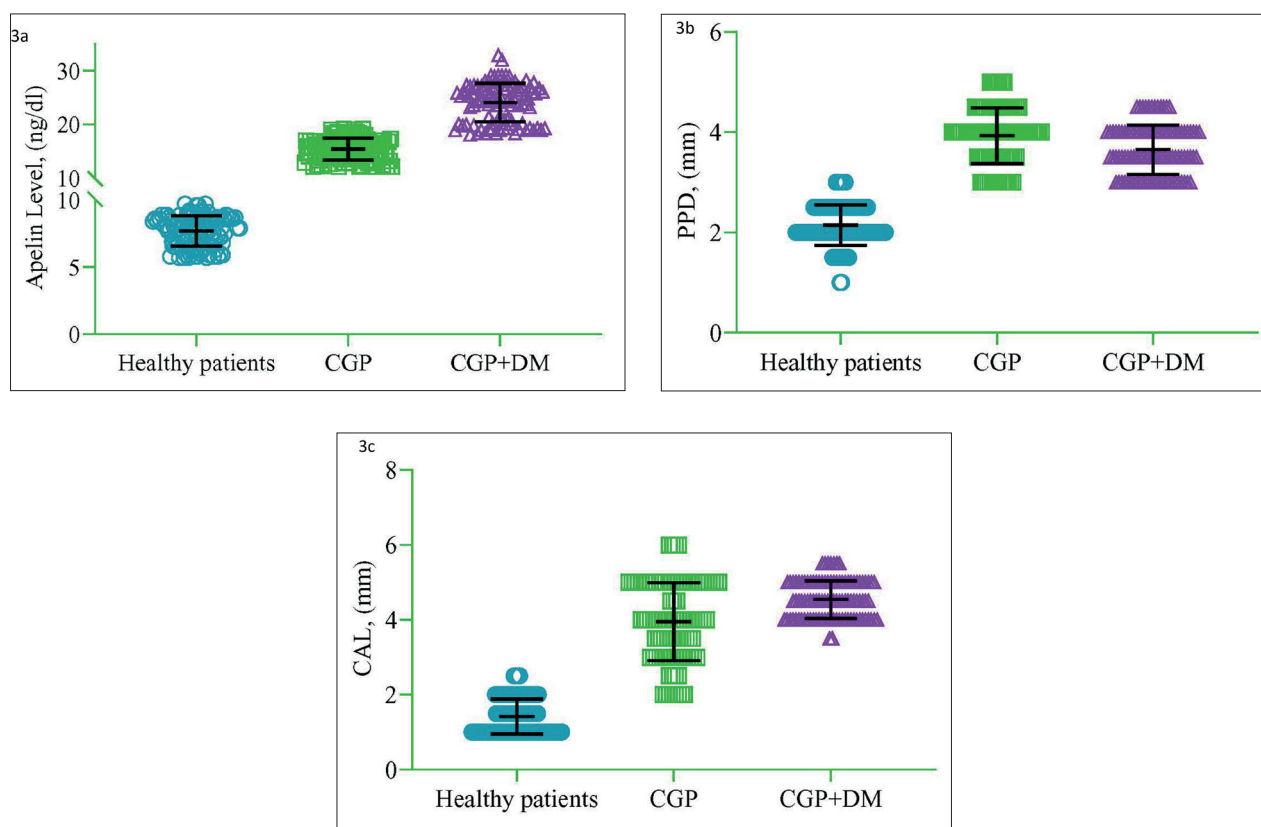 3a
Apelin Level, (ng/dl)
30
20
10
10
5
0
Healthy patients CGP CGP+DM
3b
PPD, (mm)
6
4
2
0
Healthy patients CGP CGP+DM
3c
CAL, (mm)
8
6
4
2
0
Healthy patients CGP CGP+DM